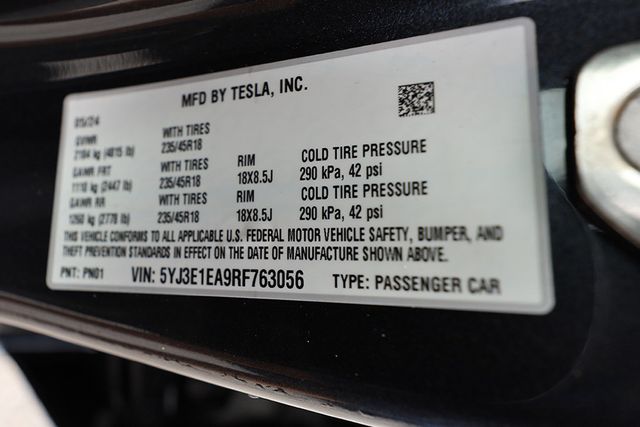 MFD BY TESLA, INC.
GVWR WITH TIRES
2184 kg (4815 lb) 235/45R18
GAWR FRT WITH TIRES RIM COLD TIRE PRESSURE
1110 kg (2447 lb) 235/45R18 18X8.5J 290 kPa, 42 psi
GAWR RR WITH TIRES RIM COLD TIRE PRESSURE
1260 kg (2778 lb) 235/45R18 18X8.5J 290 kPa, 42 psi
THIS VEHICLE CONFORMS TO ALL APPLICABLE U.S. FEDERAL MOTOR VEHICLE SAFETY, BUMPER, AND
THEFT PREVENTION STANDARDS IN EFFECT ON THE DATE OF MANUFACTURE SHOWN ABOVE.
PNT: PN01 VIN: 5YJ3E1EA9RF763056 TYPE: PASSENGER CAR